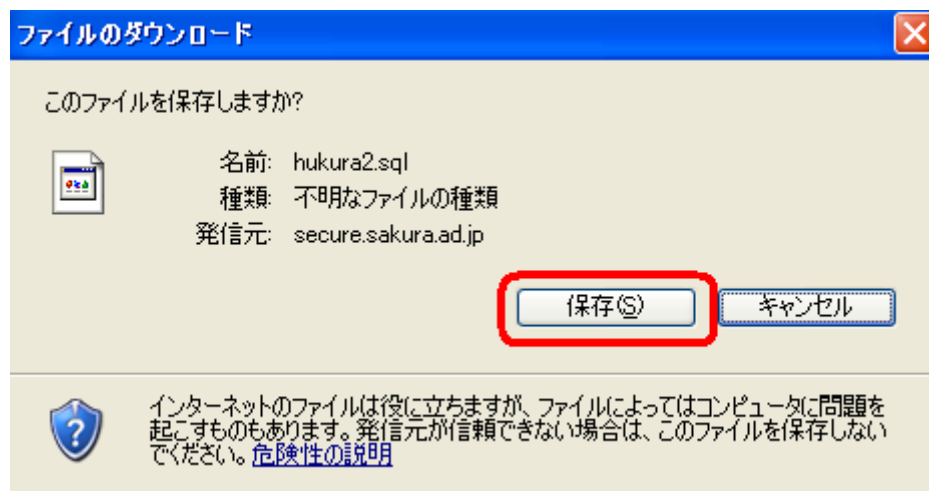 ファイルのダウンロード
このファイルを保存しますか?
名前: hukura2.sql
種類: 不明なファイルの種類
発信元: secure.sakura.ad.jp
保存(S) キャンセル
インターネットのファイルは役に立ちますが、ファイルによってはコンピュータに問題を
起こすものもあります。発信元が信頼できない場合は、このファイルを保存しない
でください。危険性の説明